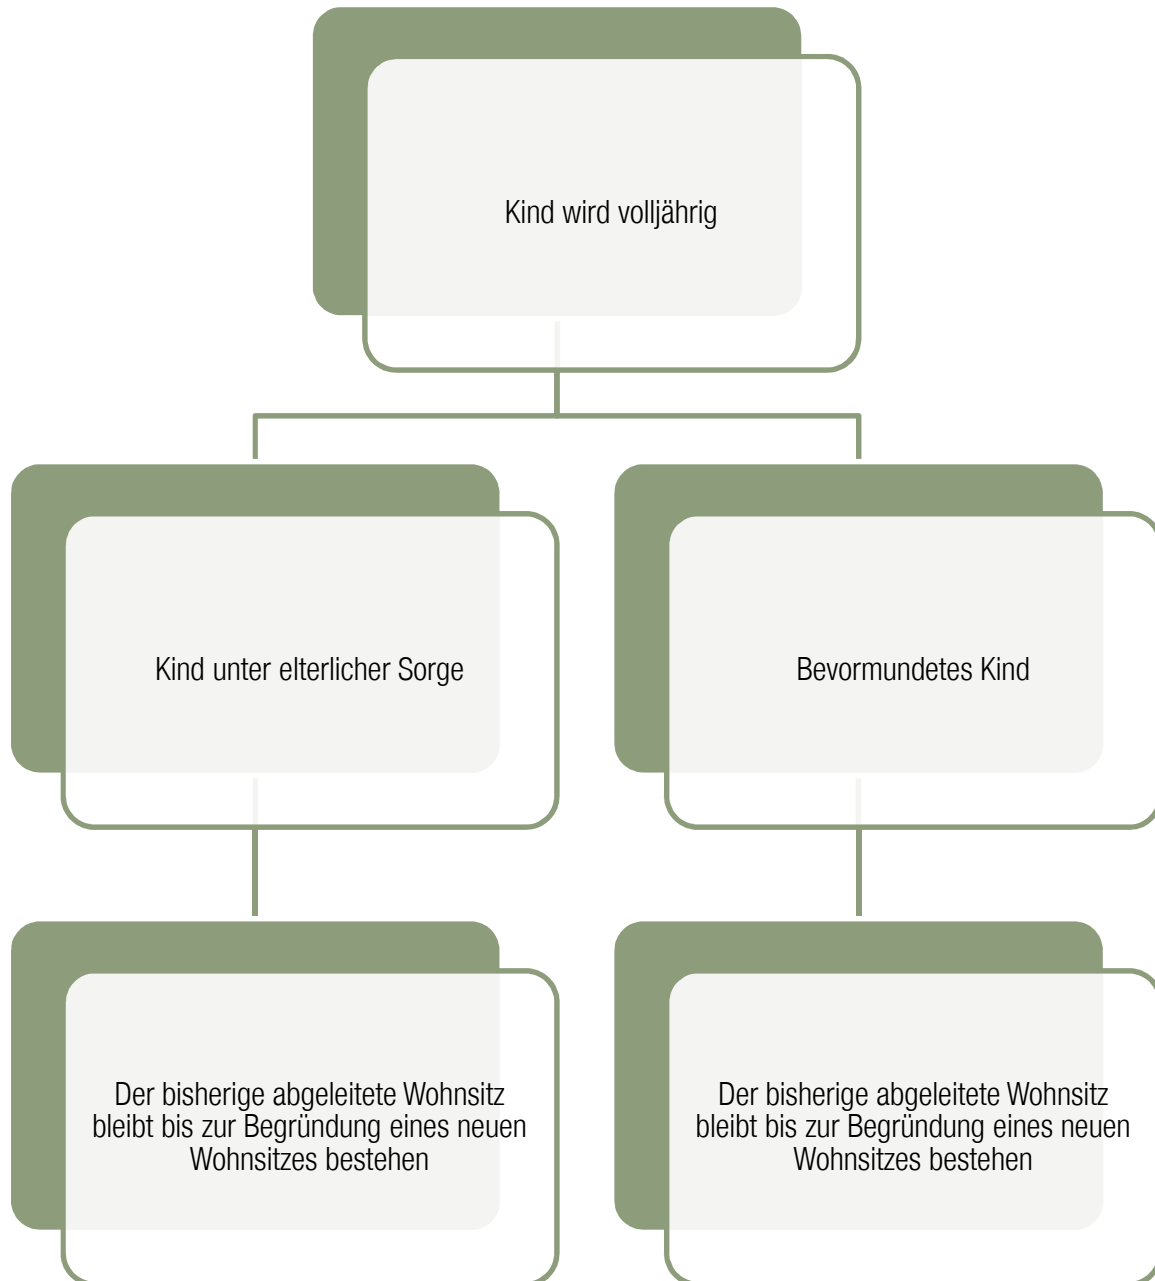 Kind wird volljährig
Kind unter elterlicher Sorge
Bevormundetes Kind
Der bisherige abgeleitete Wohnsitz
bleibt bis zur Begründung eines neuen
Wohnsitzes bestehen
Der bisherige abgeleitete Wohnsitz
bleibt bis zur Begründung eines neuen
Wohnsitzes bestehen